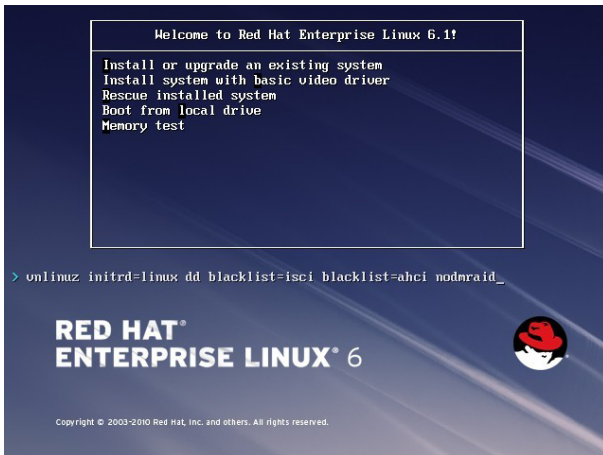 Welcome to Red Hat Enterprise Linux 6.1!
Install or upgrade an existing system
Install system with basic video driver
Rescue installed system
Boot from local drive
Memory test
> vmlinuz initrd=linux dd blacklist=isci blacklist=ahci nodmraid_
RED HAT®
ENTERPRISE LINUX® 6
Copyright © 2003-2010 Red Hat, Inc. and others. All rights reserved.